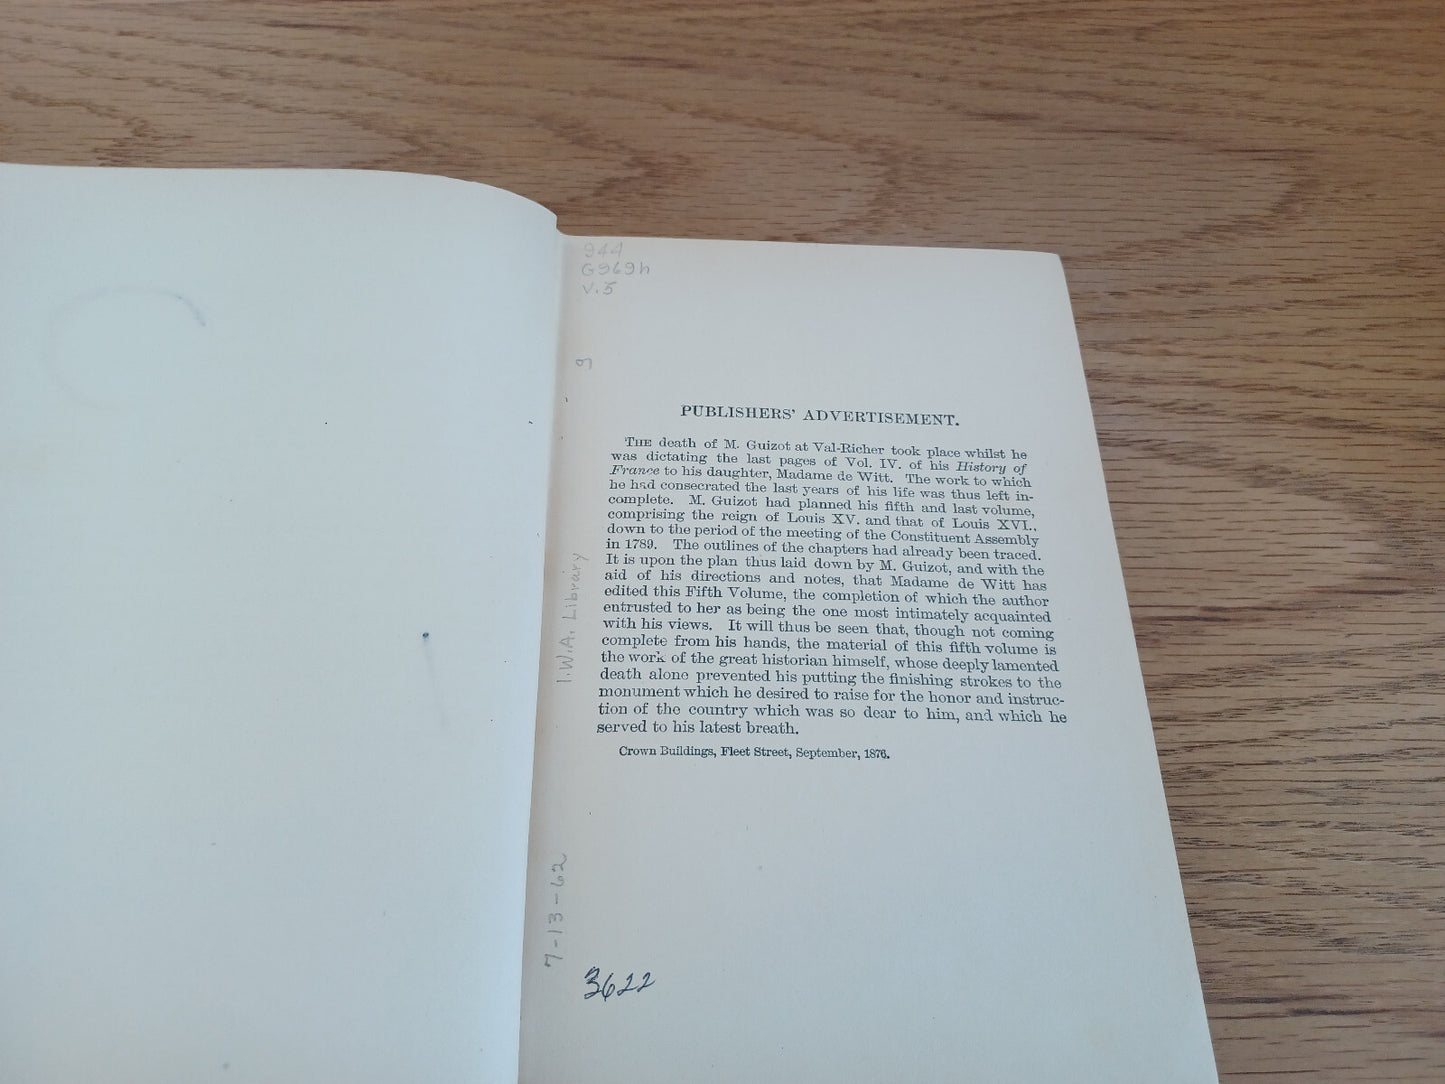 944
G969h
v.5
g
I.W.A. Library
7-13-62
PUBLISHERS' ADVERTISEMENT.
THE death of M. Guizot at Val-Richer took place whilst he
was dictating the last pages of Vol. IV. of his History of
France to his daughter, Madame de Witt. The work to which
he had consecrated the last years of his life was thus left in-
complete. M. Guizot had planned his fifth and last volume,
comprising the reign of Louis XV. and that of Louis XVI.,
down to the period of the meeting of the Constituent Assembly
in 1789. The outlines of the chapters had already been traced.
It is upon the plan thus laid down by M. Guizot, and with the
aid of his directions and notes, that Madame de Witt has
edited this Fifth Volume, the completion of which the author
entrusted to her as being the one most intimately acquainted
with his views. It will thus be seen that, though not coming
complete from his hands, the material of this fifth volume is
the work of the great historian himself, whose deeply lamented
death alone prevented his putting the finishing strokes to the
monument which he desired to raise for the honor and instruc-
tion of the country which was so dear to him, and which he
served to his latest breath.
Crown Buildings, Fleet Street, September, 1876.
3622